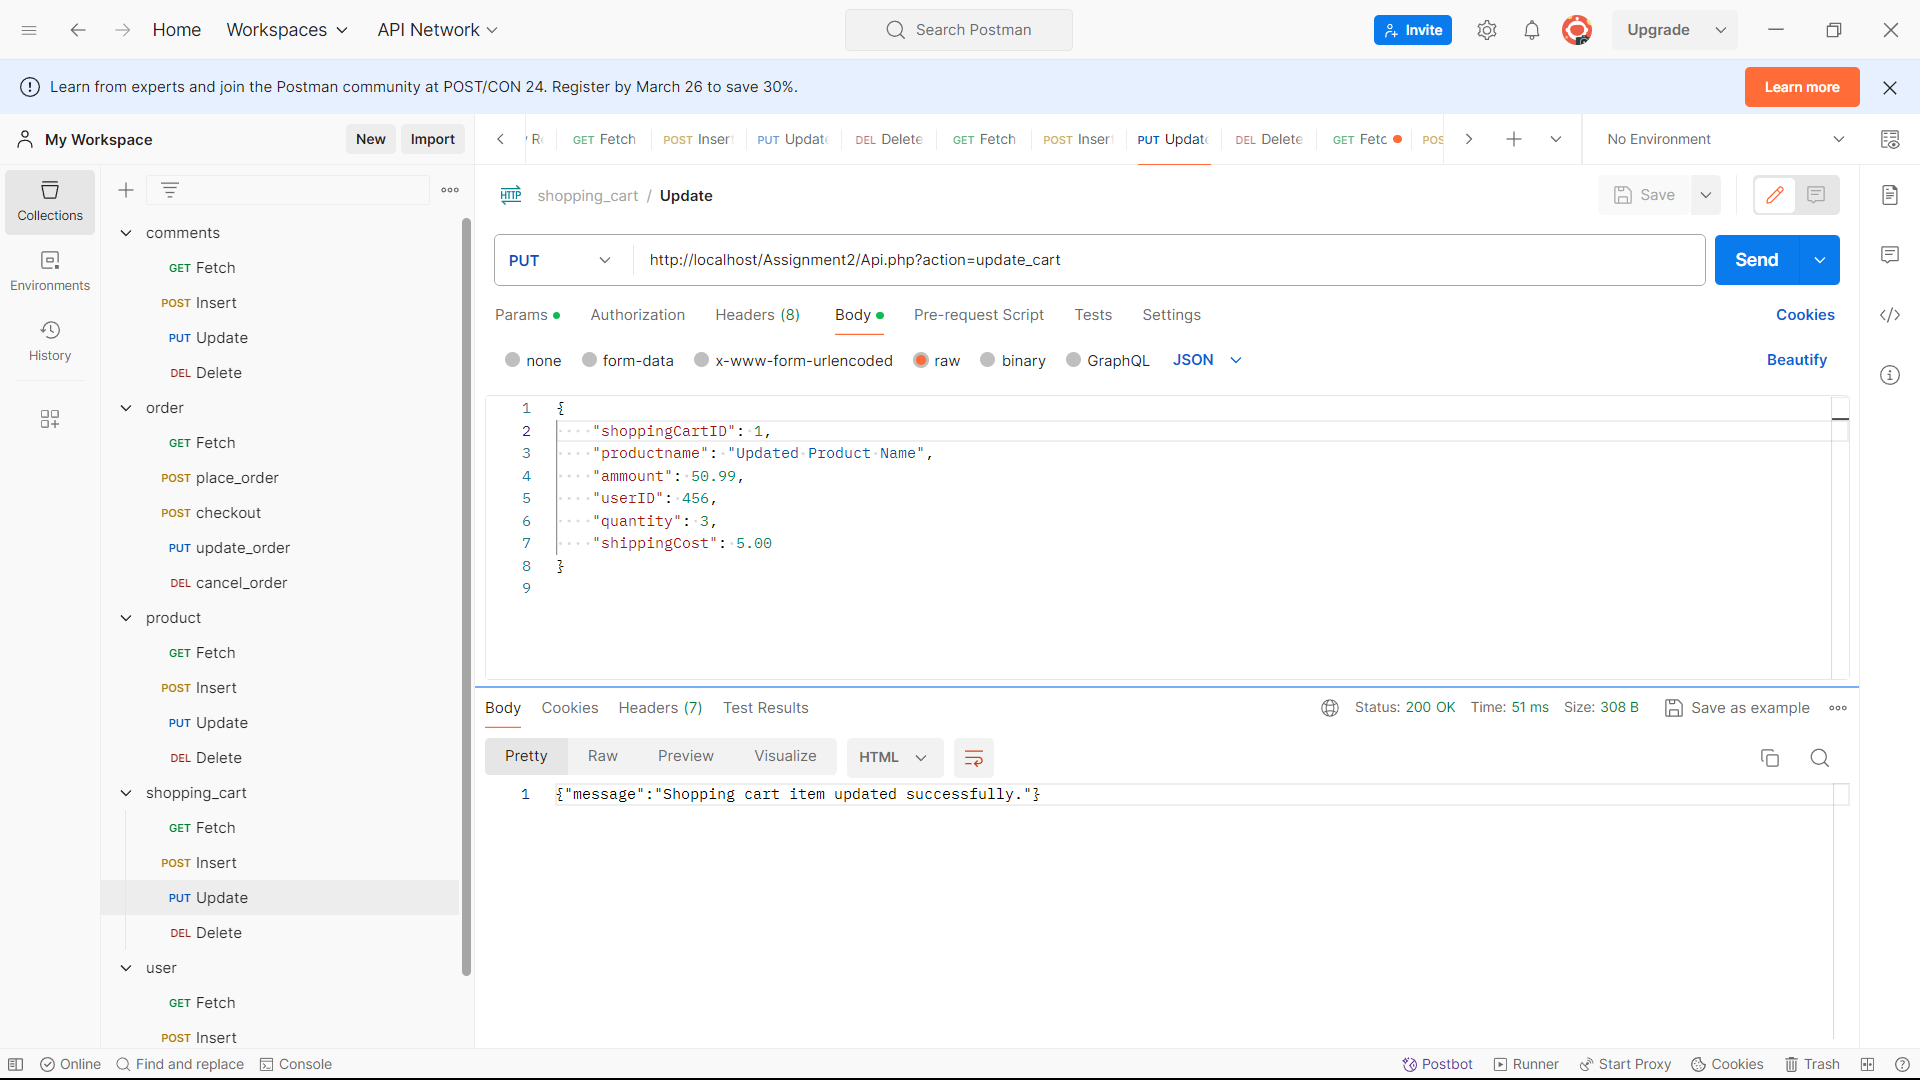 Home
Workspaces
API Network
Search Postman
Invite
Upgrade
Learn from experts and join the Postman community at POST/CON 24. Register by March 26 to save 30%.
Learn more
My Workspace
New
Import
GET Fetch
POST Inser
PUT Updat
DEL Delete
GET Fetch
POST Inser
PUT Updat
DEL Delete
GET Fetc
POS
No Environment
Collections
Environments
History
comments
GET Fetch
POST Insert
PUT Update
DEL Delete
order
GET Fetch
POST place_order
POST checkout
PUT update_order
DEL cancel_order
product
GET Fetch
POST Insert
PUT Update
DEL Delete
shopping_cart
GET Fetch
POST Insert
PUT Update
DEL Delete
user
GET Fetch
POST Insert
HTTP shopping_cart / Update
Save
PUT
http://localhost/Assignment2/Api.php?action=update_cart
Send
Params
Authorization
Headers (8)
Body
Pre-request Script
Tests
Settings
Cookies
none
form-data
x-www-form-urlencoded
raw
binary
GraphQL
JSON
Beautify
1 {
2 "shoppingCartID": 1,
3 "productname": "Updated Product Name",
4 "ammount": 50.99,
5 "userID": 456,
6 "quantity": 3,
7 "shippingCost": 5.00
8 }
9
Body
Cookies
Headers (7)
Test Results
Status: 200 OK
Time: 51 ms
Size: 308 B
Save as example
Pretty
Raw
Preview
Visualize
HTML
1 {"message":"Shopping cart item updated successfully."}
Online
Find and replace
Console
Postbot
Runner
Start Proxy
Cookies
Trash